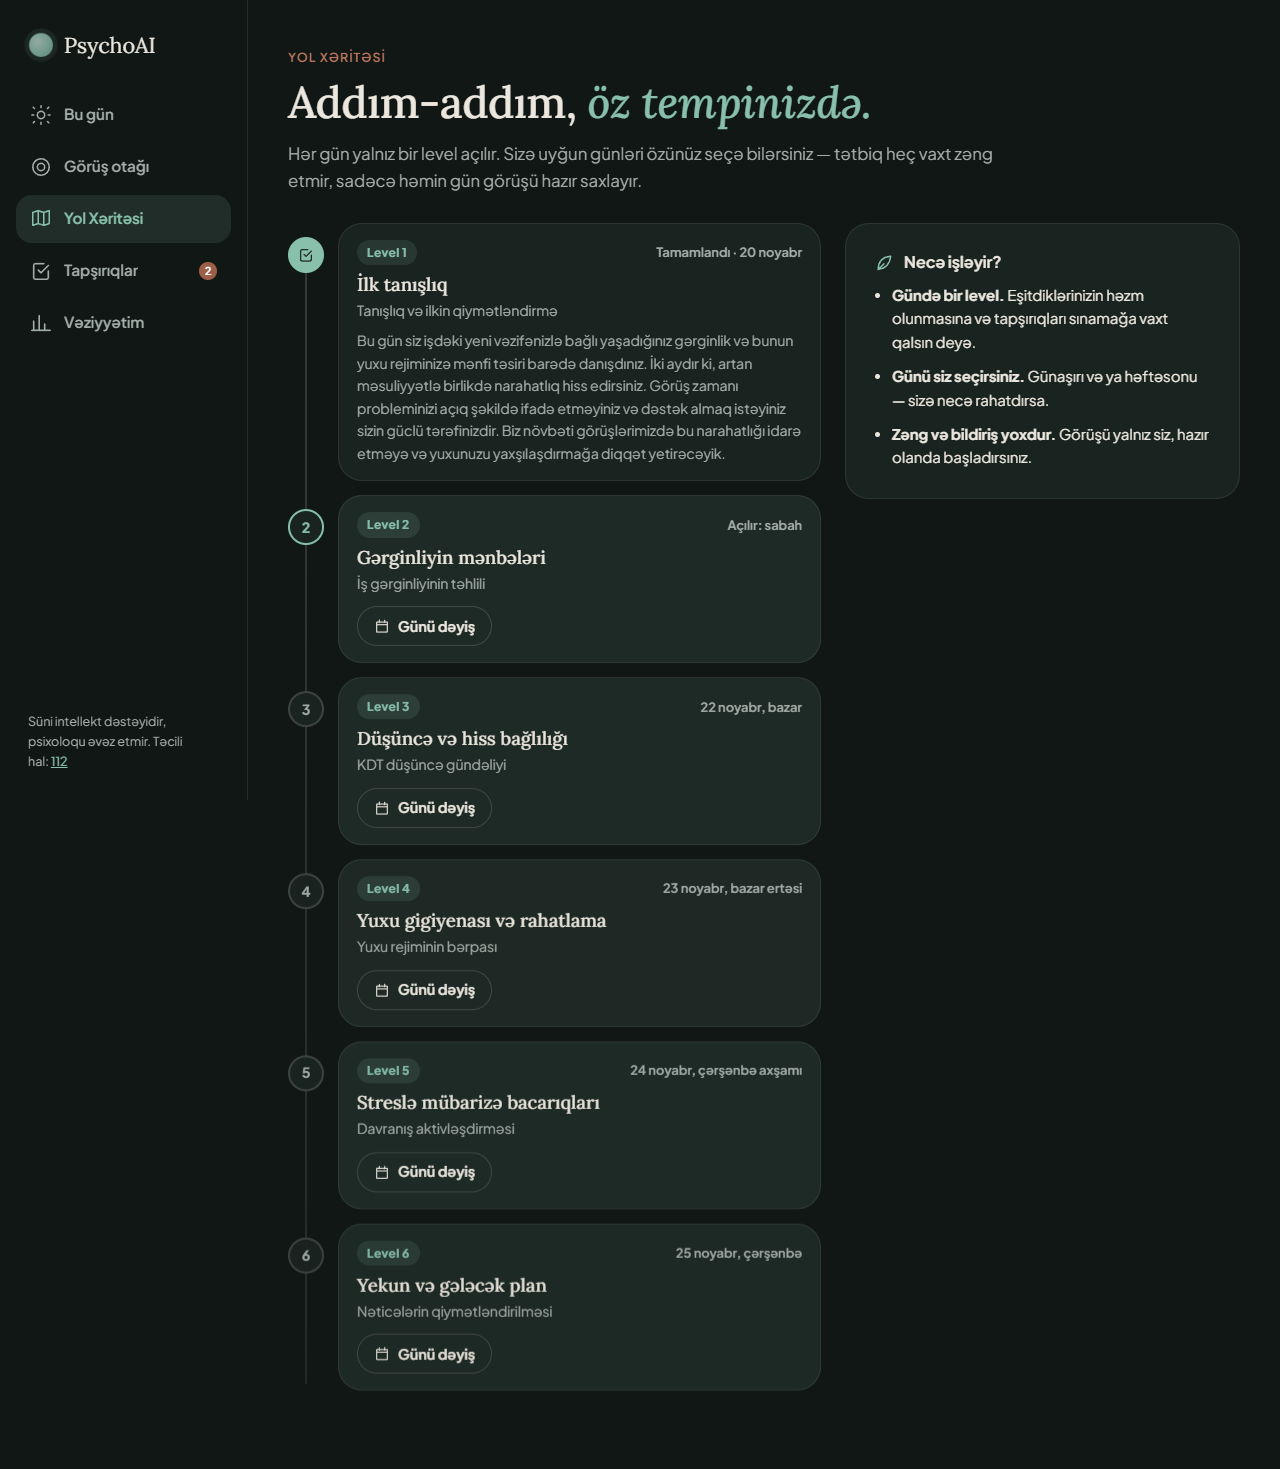 PsychoAI
Bu gün
Görüş otağı
Yol Xəritəsi
Tapşırıqlar
2
Vəziyyətim
Süni intellekt dəstəyidir,
psixoloqu əvəz etmir. Təcili
hal: 112
YOL XƏRİTƏSİ
Addım-addım, öz tempinizdə.
Hər gün yalnız bir level açılır. Sizə uyğun günləri özünüz seçə bilərsiniz — tətbiq heç vaxt zəng
etmir, sadəcə həmin gün görüşü hazır saxlayır.
Level 1
Tamamlandı · 20 noyabr
İlk tanışlıq
Tanışlıq və ilkin qiymətləndirmə
Bu gün siz işdəki yeni vəzifənizlə bağlı yaşadığınız gərginlik və bunun
yuxu rejiminizə mənfi təsiri barədə danışdınız. İki aydır ki, artan
məsuliyyətlə birlikdə narahatlıq hiss edirsiniz. Görüş zamanı
probleminizi açıq şəkildə ifadə etməyiniz və dəstək almaq istəyiniz
sizin güclü tərəfinizdir. Biz növbəti görüşlərimizdə bu narahatlığı idarə
etməyə və yuxunuzu yaxşılaşdırmağa diqqət yetirəcəyik.
2
Level 2
Açılır: sabah
Gərginliyin mənbələri
İş gərginliyinin təhlili
Günü dəyiş
3
Level 3
22 noyabr, bazar
Düşüncə və hiss bağlılığı
KDT düşüncə gündəliyi
Günü dəyiş
4
Level 4
23 noyabr, bazar ertəsi
Yuxu gigiyenası və rahatlama
Yuxu rejiminin bərpası
Günü dəyiş
5
Level 5
24 noyabr, çərşənbə axşamı
Streslə mübarizə bacarıqları
Davranış aktivləşdirməsi
Günü dəyiş
6
Level 6
25 noyabr, çərşənbə
Yekun və gələcək plan
Nəticələrin qiymətləndirilməsi
Günü dəyiş
Necə işləyir?
• Gündə bir level. Eşitdiklərinizin həzm
olunmasına və tapşırıqları sınamağa vaxt
qalsın deyə.
• Günü siz seçirsiniz. Günaşırı və ya həftəsonu
— sizə necə rahatdırsa.
• Zəng və bildiriş yoxdur. Görüşü yalnız siz, hazır
olanda başladırsınız.